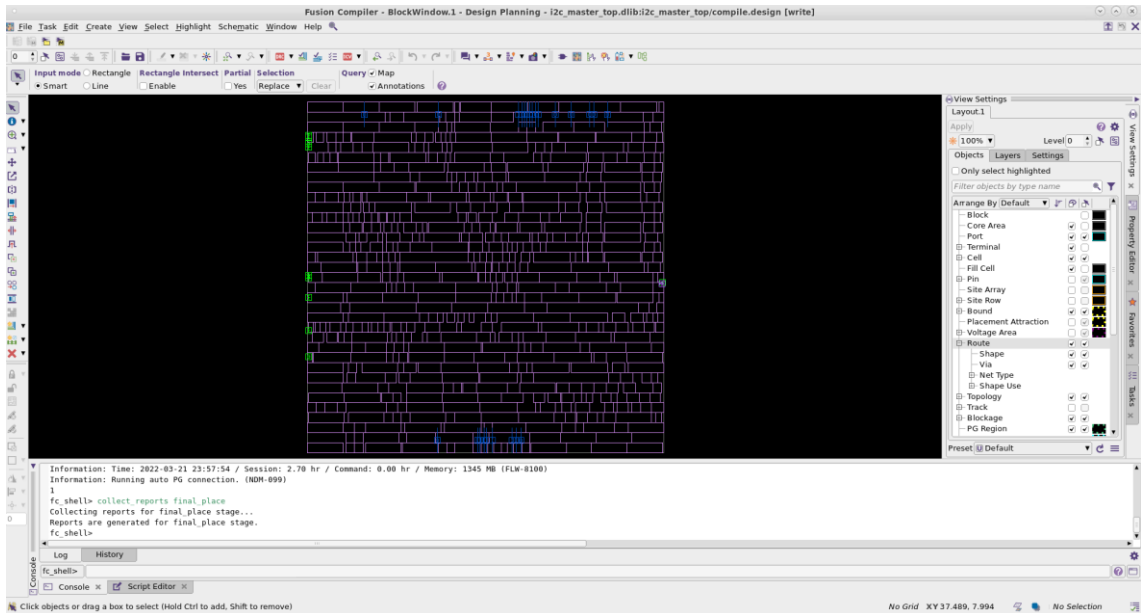 Fusion Compiler - BlockWindow.1 - Design Planning - i2c_master_top.dlib:i2c_master_top/compile.design [write]
File Task Edit Create View Select Highlight Schematic Window Help
0
Input mode Rectangle Rectangle Intersect Partial Selection Query Map
Smart Line Enable Yes Replace Clear Annotations
View Settings
Layout.1
Apply
100% Level 0
Objects Layers Settings
Only select highlighted
Filter objects by type name
Arrange By Default
Block
Core Area
Port
Terminal
Cell
Fill Cell
Pin
Site Array
Site Row
Bound
Placement Attraction
Voltage Area
Route
Shape
Via
Net Type
Shape Use
Topology
Track
Blockage
PG Region
Preset Default
View Settings
Property Editor
Favorites
Tasks
Information: Time: 2022-03-21 23:57:54 / Session: 2.70 hr / Command: 0.00 hr / Memory: 1345 MB (FLW-8100)
Information: Running auto PG connection. (NDM-099)
1
fc_shell> collect_reports final_place
Collecting reports for final_place stage...
Reports are generated for final_place stage.
fc_shell>
Log History
fc_shell>
Console
Console Script Editor
Click objects or drag a box to select (Hold Ctrl to add, Shift to remove) No Grid XY 37.489, 7.994 No Selection